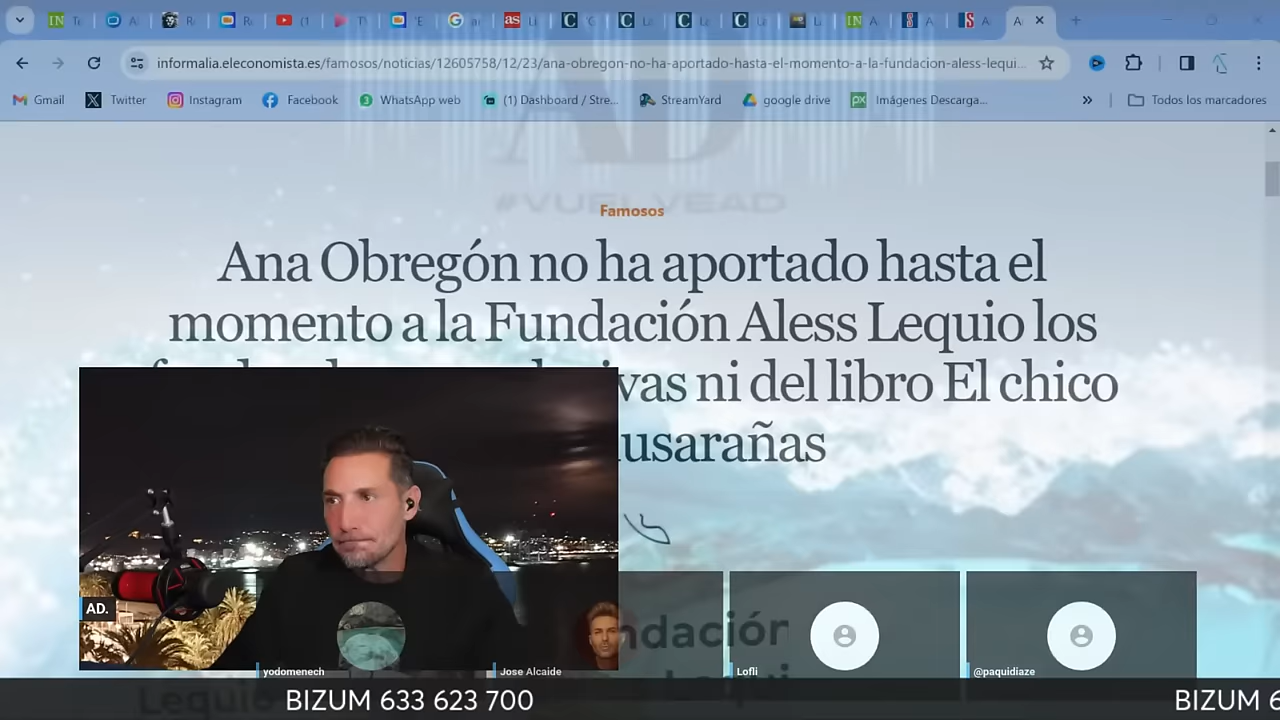 informalia.eleconomista.es/famosos/noticias/12605758/12/23/ana-obregon-no-ha-aportado-hasta-el-momento-a-la-fundacion-aless-lequi...
Gmail
Twitter
Instagram
Facebook
WhatsApp web
(1) Dashboard / Stre...
StreamYard
google drive
Imágenes Descarga...
»
Todos los marcadores
AD
#VUELVEAD
Famosos
Ana Obregón no ha aportado hasta el
momento a la Fundación Aless Lequio los
ni del libro El chico
AD.
yodomenech
Jose Alcaide
Lofli
@paquidiaze
BIZUM 633 623 700
BIZUM 6